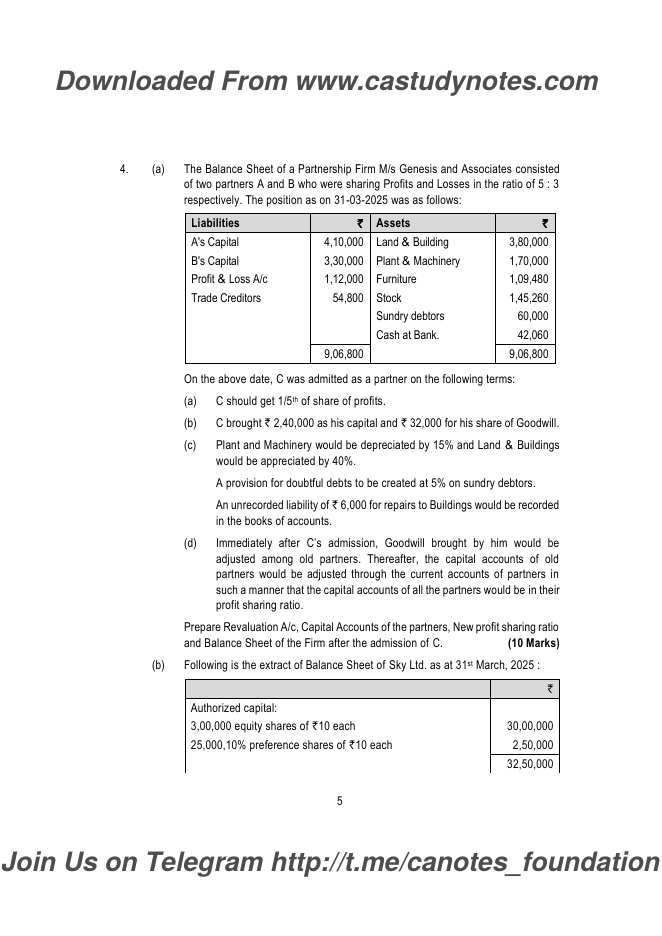 Downloaded From www.castudynotes.com
4. (a) The Balance Sheet of a Partnership Firm M/s Genesis and Associates consisted
of two partners A and B who were sharing Profits and Losses in the ratio of 5 : 3
respectively. The position as on 31-03-2025 was as follows:
Liabilities ₹ Assets ₹
A's Capital 4,10,000 Land & Building 3,80,000
B's Capital 3,30,000 Plant & Machinery 1,70,000
Profit & Loss A/c 1,12,000 Furniture 1,09,480
Trade Creditors 54,800 Stock 1,45,260
Sundry debtors 60,000
Cash at Bank. 42,060
9,06,800 9,06,800
On the above date, C was admitted as a partner on the following terms:
(a) C should get 1/5th of share of profits.
(b) C brought ₹ 2,40,000 as his capital and ₹ 32,000 for his share of Goodwill.
(c) Plant and Machinery would be depreciated by 15% and Land & Buildings
would be appreciated by 40%.
A provision for doubtful debts to be created at 5% on sundry debtors.
An unrecorded liability of ₹ 6,000 for repairs to Buildings would be recorded
in the books of accounts.
(d) Immediately after C's admission, Goodwill brought by him would be
adjusted among old partners. Thereafter, the capital accounts of old
partners would be adjusted through the current accounts of partners in
such a manner that the capital accounts of all the partners would be in their
profit sharing ratio.
Prepare Revaluation A/c, Capital Accounts of the partners, New profit sharing ratio
and Balance Sheet of the Firm after the admission of C. (10 Marks)
(b) Following is the extract of Balance Sheet of Sky Ltd. as at 31st March, 2025 :
₹
Authorized capital:
3,00,000 equity shares of ₹10 each 30,00,000
25,000,10% preference shares of ₹10 each 2,50,000
32,50,000
5
Join Us on Telegram http://t.me/canotes_foundation